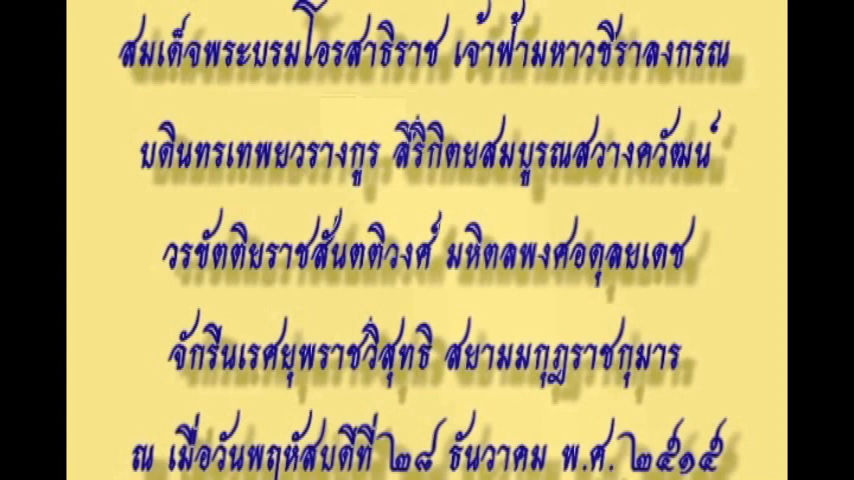 สมเด็จพระบรมโอรสาธิราช เจ้าฟ้ามหาวชิราลงกรณ
บดินทรเทพยวรางกูร สิริกิตยสมบูรณสวางควัฒน์
วรขัตติยราชสันตติวงศ์ มหิตลพงศอดุลยเดช
จักรีนเรศยุพราชวิสุทธิ สยามมกุฎราชกุมาร
ณ เมื่อวันพฤหัสบดีที่ ๒๘ ธันวาคม พ.ศ. ๒๕๑๕